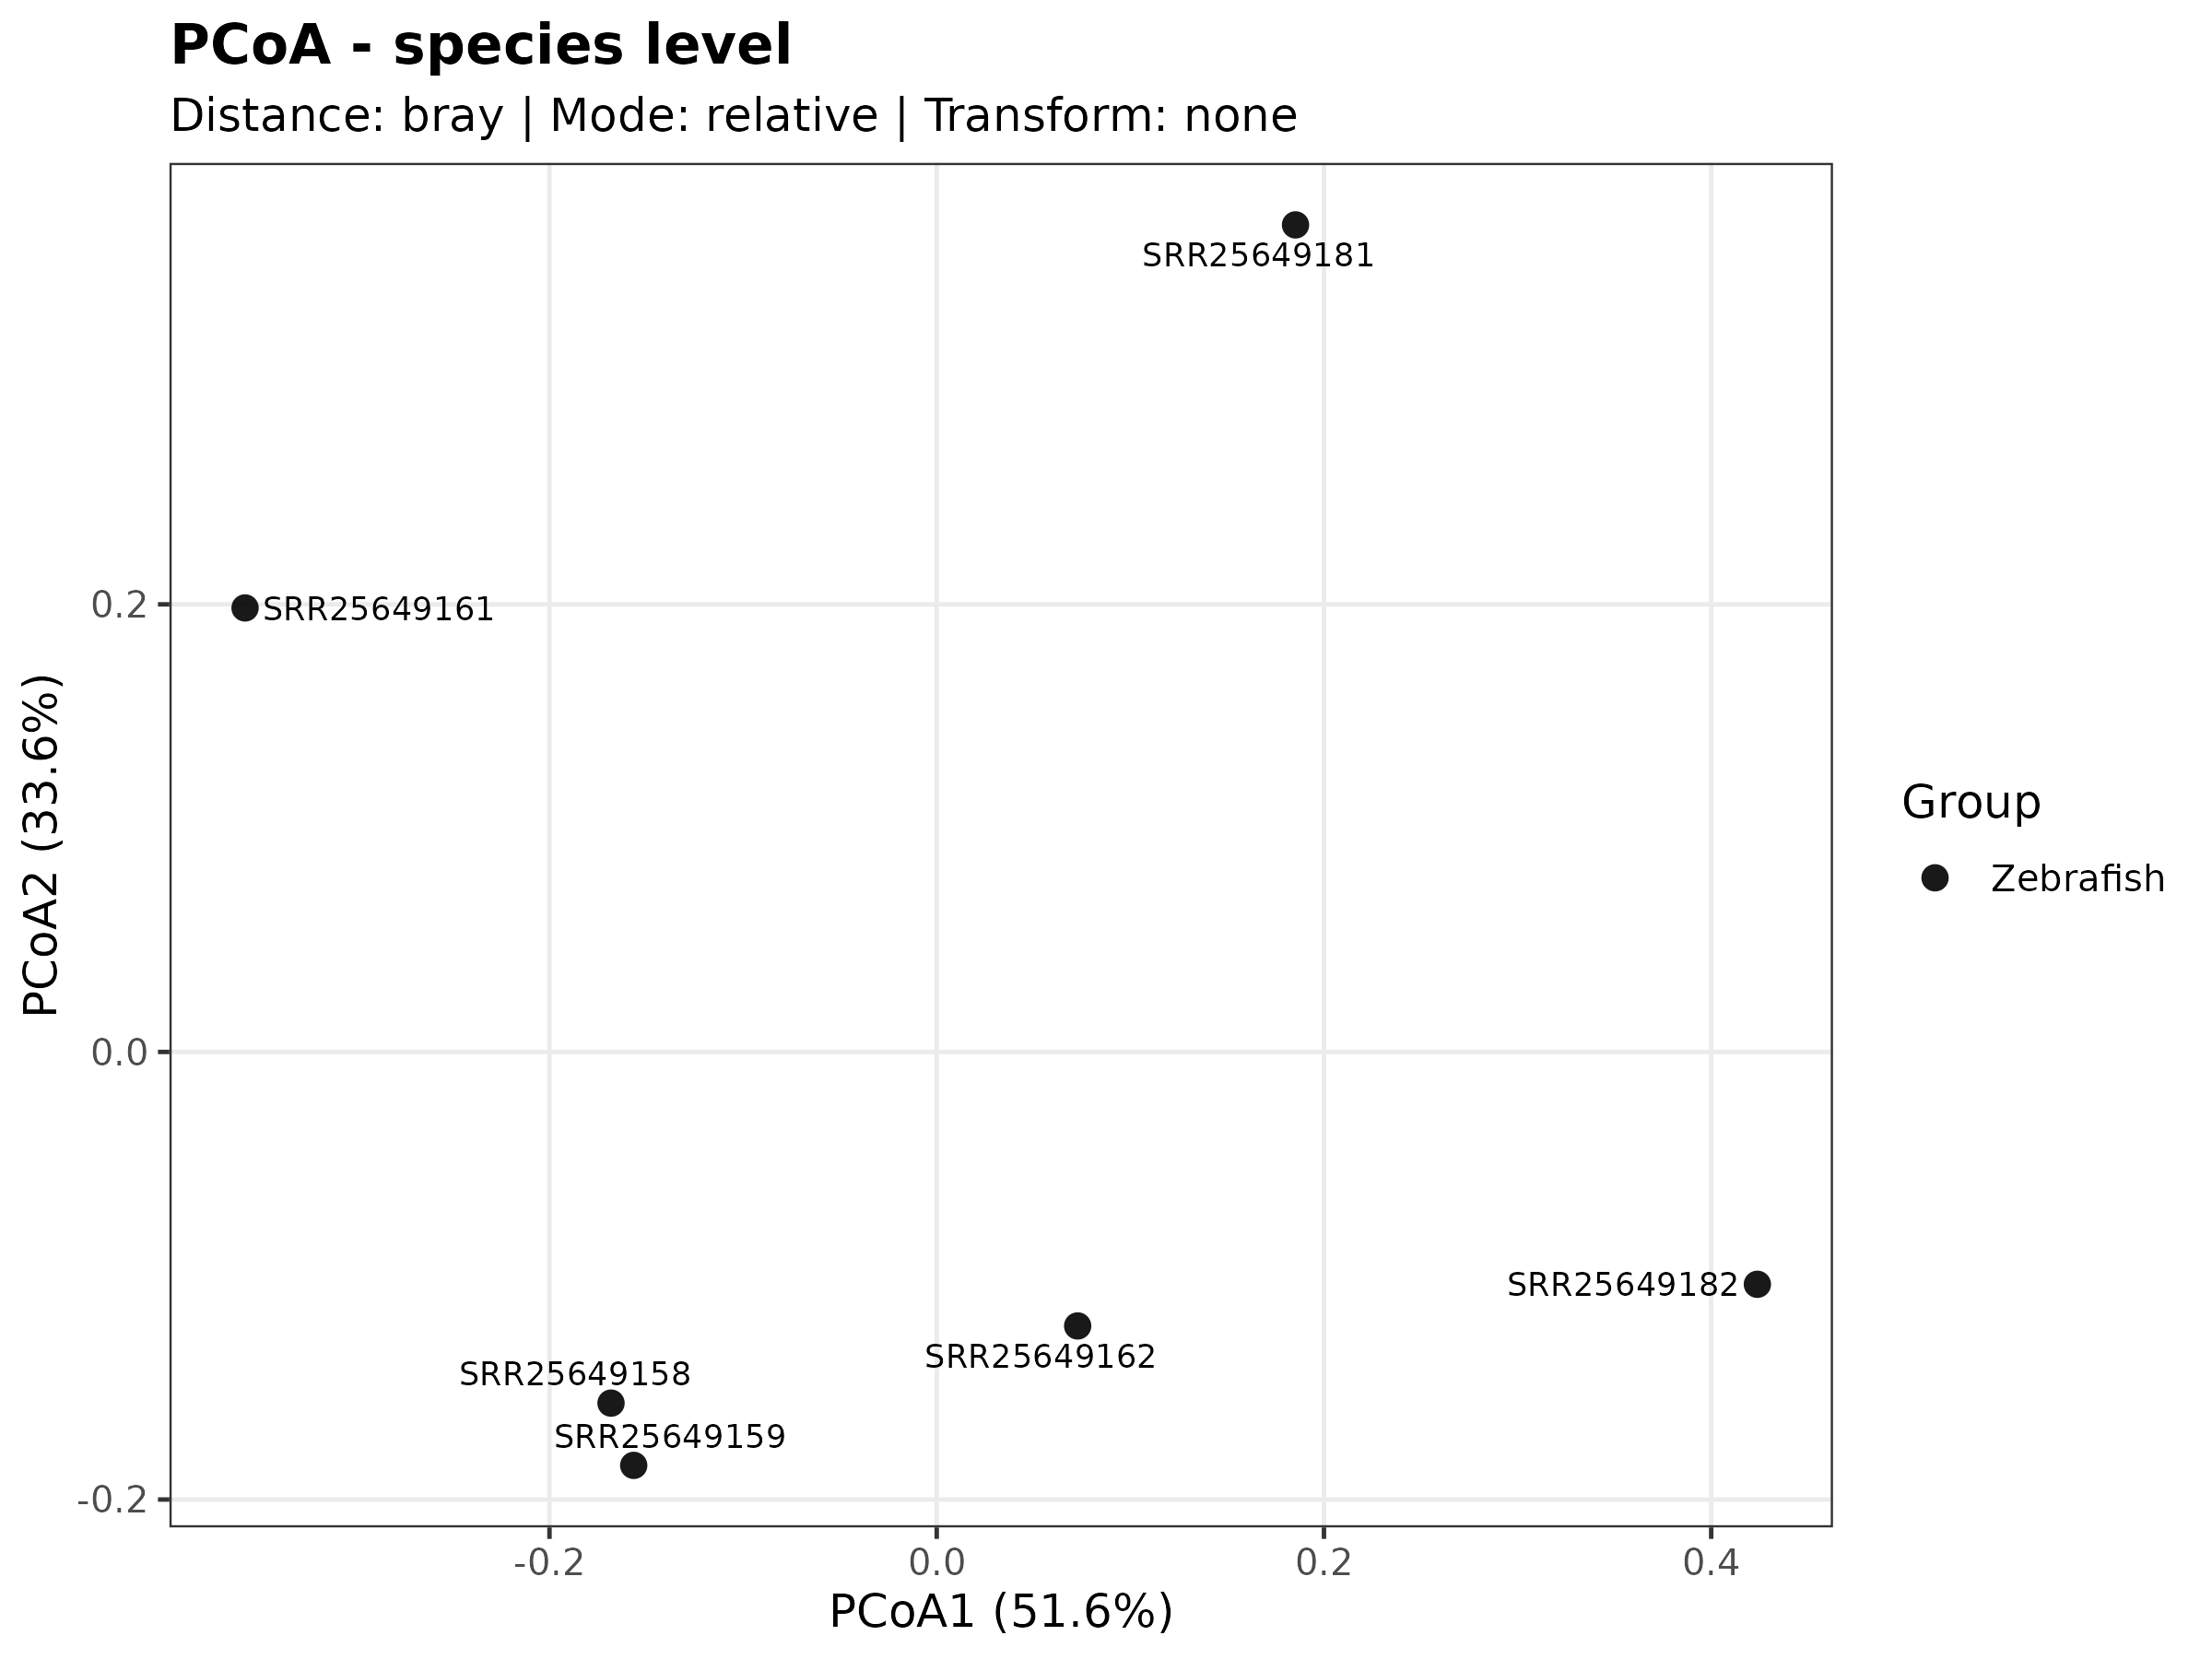 PCoA - species level
Distance: bray | Mode: relative | Transform: none
SRR25649181
0.2
SRR25649161
PCoA2 (33.6%)
Group
Zebrafish
0.0
SRR25649182
SRR25649162
SRR25649158
SRR25649159
-0.2
-0.2 0.0 0.2 0.4
PCoA1 (51.6%)